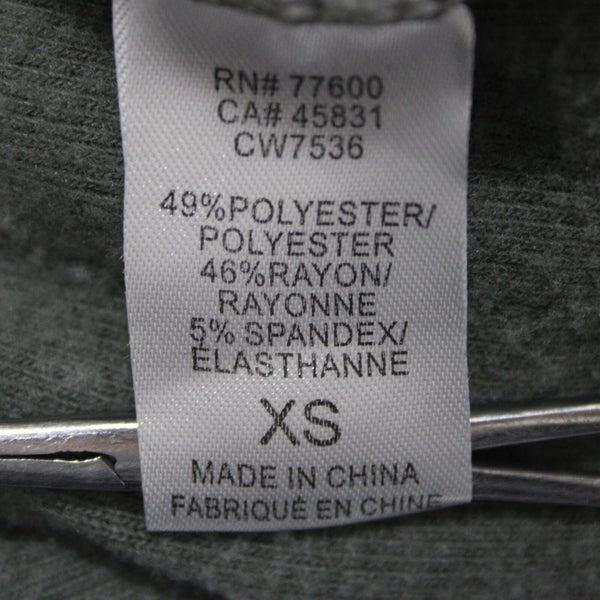 RN# 77600
CA# 45831
CW7536
49%POLYESTER/
POLYESTER
46%RAYON/
RAYONNE
5% SPANDEX/
ÉLASTHANNE
XS
MADE IN CHINA
FABRIQUÉ EN CHINE